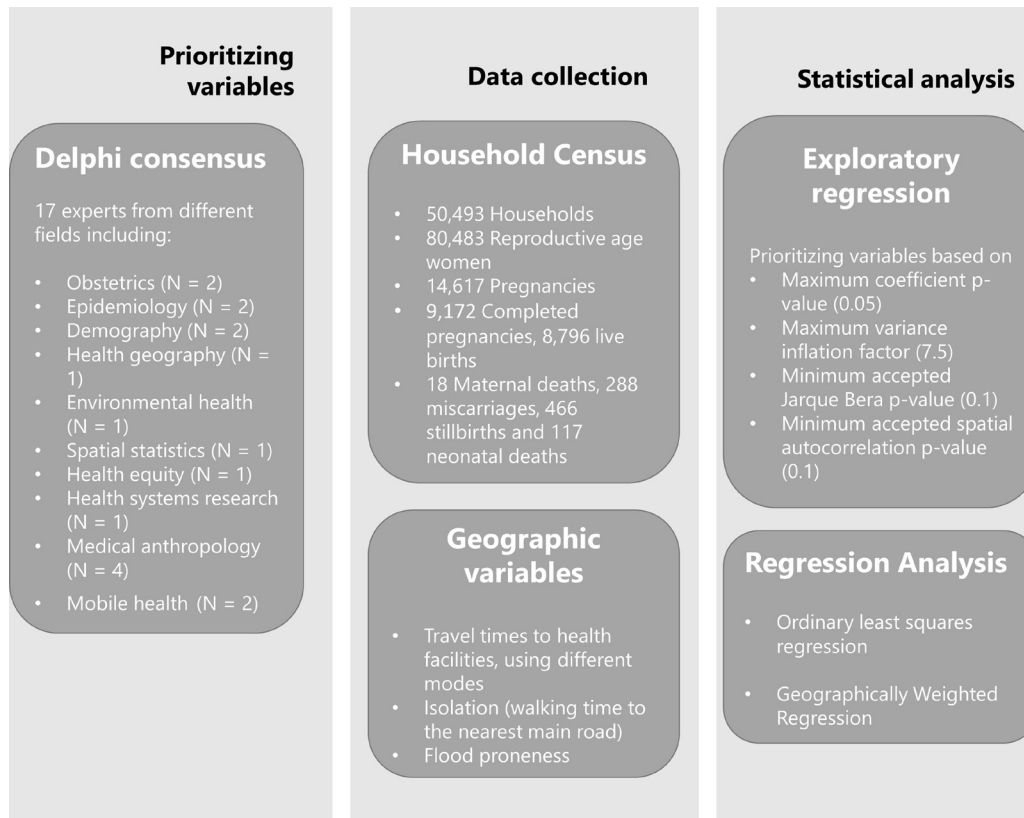 Prioritizing
variables
Delphi consensus
17 experts from different
fields including:
• Obstetrics (N = 2)
• Epidemiology (N = 2)
• Demography (N = 2)
• Health geography (N =
1)
• Environmental health
(N = 1)
• Spatial statistics (N = 1)
• Health equity (N = 1)
• Health systems research
(N = 1)
• Medical anthropology
(N = 4)
• Mobile health (N = 2)
Data collection
Household Census
• 50,493 Households
• 80,483 Reproductive age
women
• 14,617 Pregnancies
• 9,172 Completed
pregnancies, 8,796 live
births
• 18 Maternal deaths, 288
miscarriages, 466
stillbirths and 117
neonatal deaths
Geographic
variables
• Travel times to health
facilities, using different
modes
• Isolation (walking time to
the nearest main road)
• Flood proneness
Statistical analysis
Exploratory
regression
Prioritizing variables based on
• Maximum coefficient p-
value (0.05)
• Maximum variance
inflation factor (7.5)
• Minimum accepted
Jarque Bera p-value (0.1)
• Minimum accepted spatial
autocorrelation p-value
(0.1)
Regression Analysis
• Ordinary least squares
regression
• Geographically Weighted
Regression